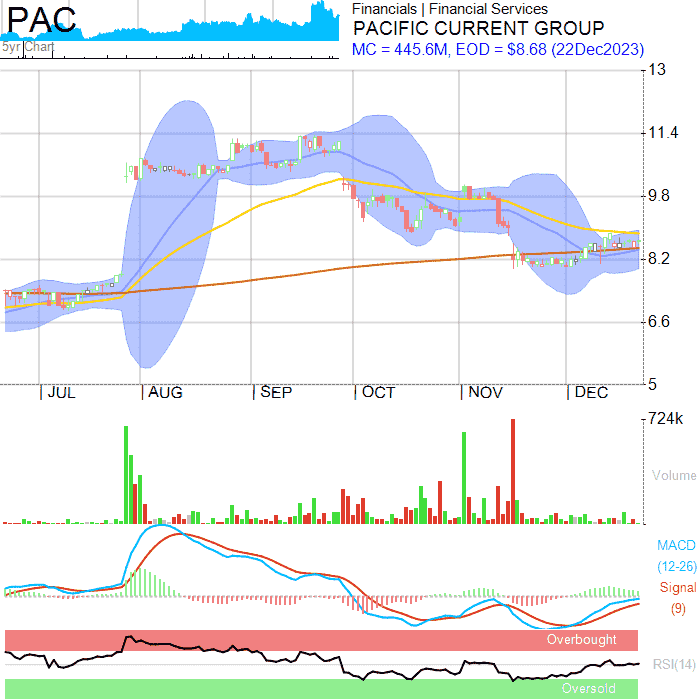 PAC
5yr Chart
Financials | Financial Services
PACIFIC CURRENT GROUP
MC = 445.6M, EOD = $8.68 (22Dec2023)
13
11.4
9.8
8.2
6.6
5
JUL AUG SEP OCT NOV DEC
724k
Volume
MACD
(12-26)
Signal
(9)
Overbought
RSI(14)
Oversold